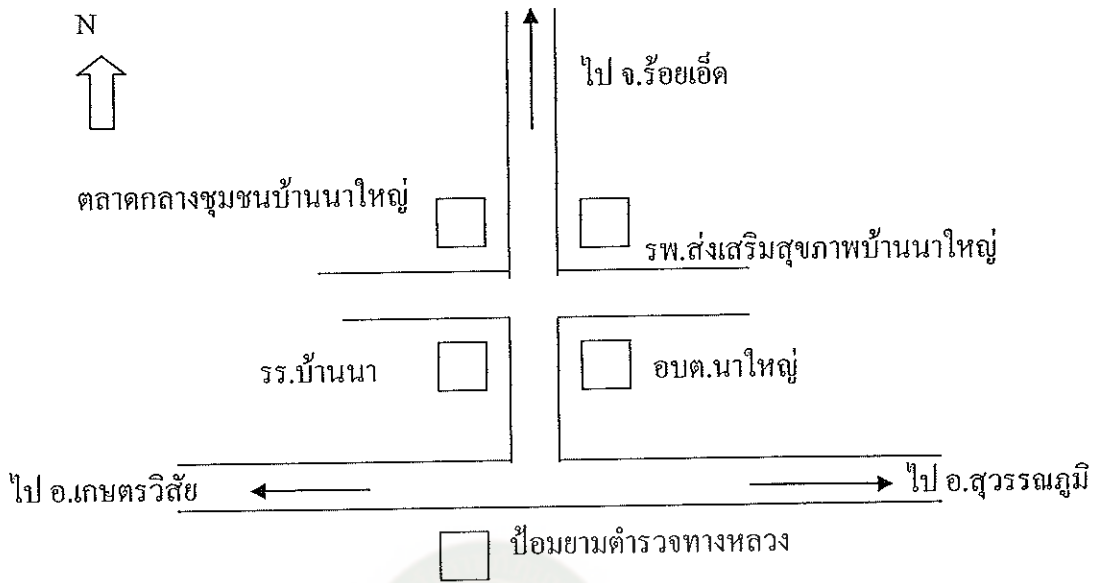 N
ไป จ.ร้อยเอ็ด
ตลาดกลางชุมชนบ้านนาใหญ่
รพ.ส่งเสริมสุขภาพบ้านนาใหญ่
รร.บ้านนา
อบต.นาใหญ่
ไป อ.เกษตรวิสัย
ไป อ.สุวรรณภูมิ
ป้อมยามตำรวจทางหลวง